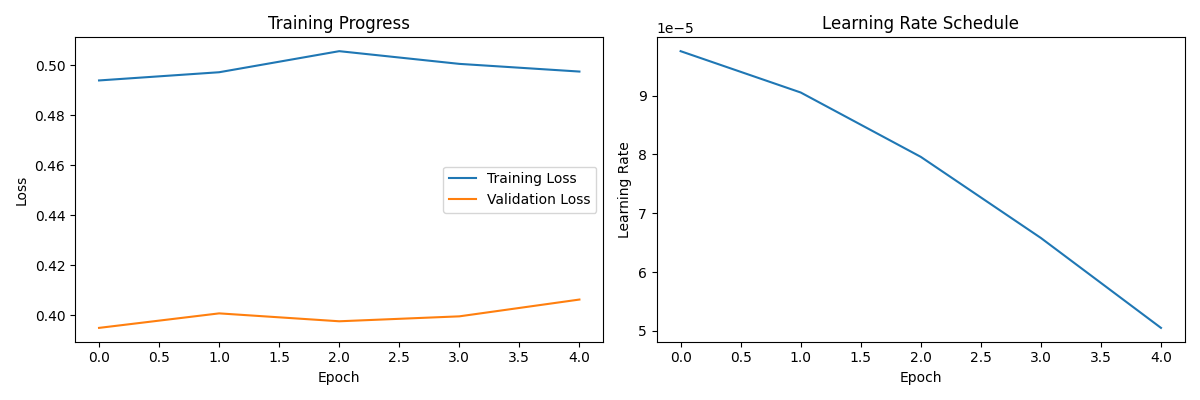 Training Progress
0.50
0.48
0.46
0.44
0.42
0.40
Loss
Training Loss
Validation Loss
0.0 0.5 1.0 1.5 2.0 2.5 3.0 3.5 4.0
Epoch
Learning Rate Schedule
1e−5
9
8
7
6
5
Learning Rate
0.0 0.5 1.0 1.5 2.0 2.5 3.0 3.5 4.0
Epoch